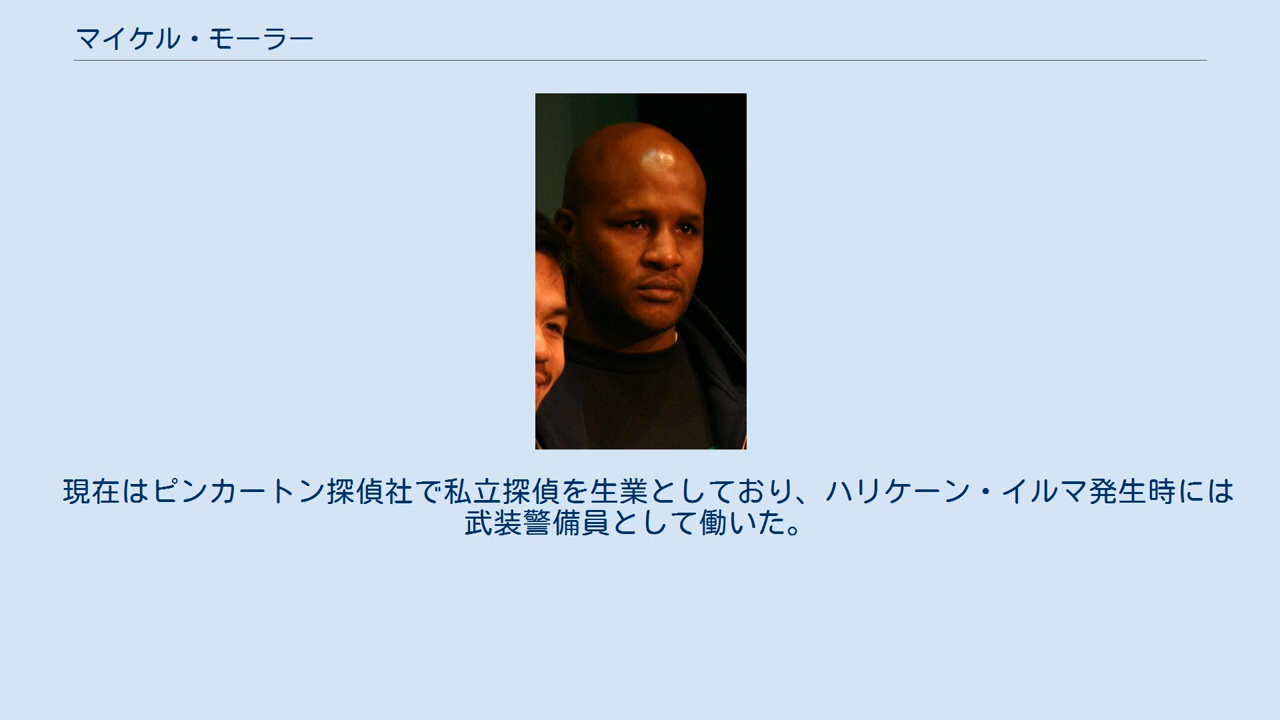 マイケル・モーラー
現在はピンカートン探偵社で私立探偵を生業としており、ハリケーン・イルマ発生時には
武装警備員として働いた。